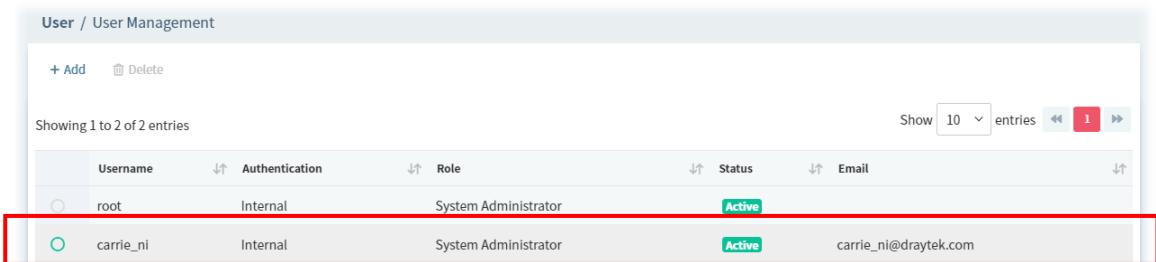 User / User Management
+ Add Delete
Showing 1 to 2 of 2 entries Show 10 entries 1
Username Authentication Role Status Email
root Internal System Administrator Active
carrie_ni Internal System Administrator Active carrie_ni@draytek.com